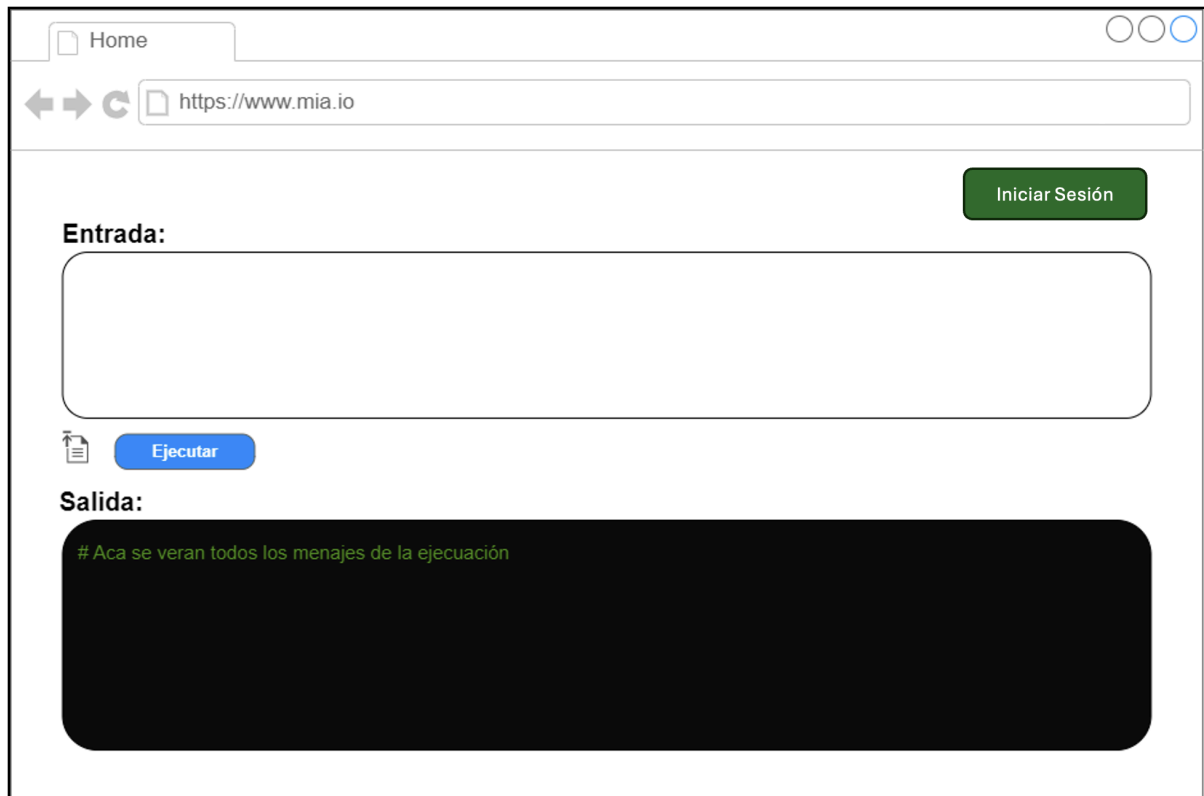 Home
https://www.mia.io
Iniciar Sesión
Entrada:
Ejecutar
Salida:
# Aca se veran todos los menajes de la ejecuación